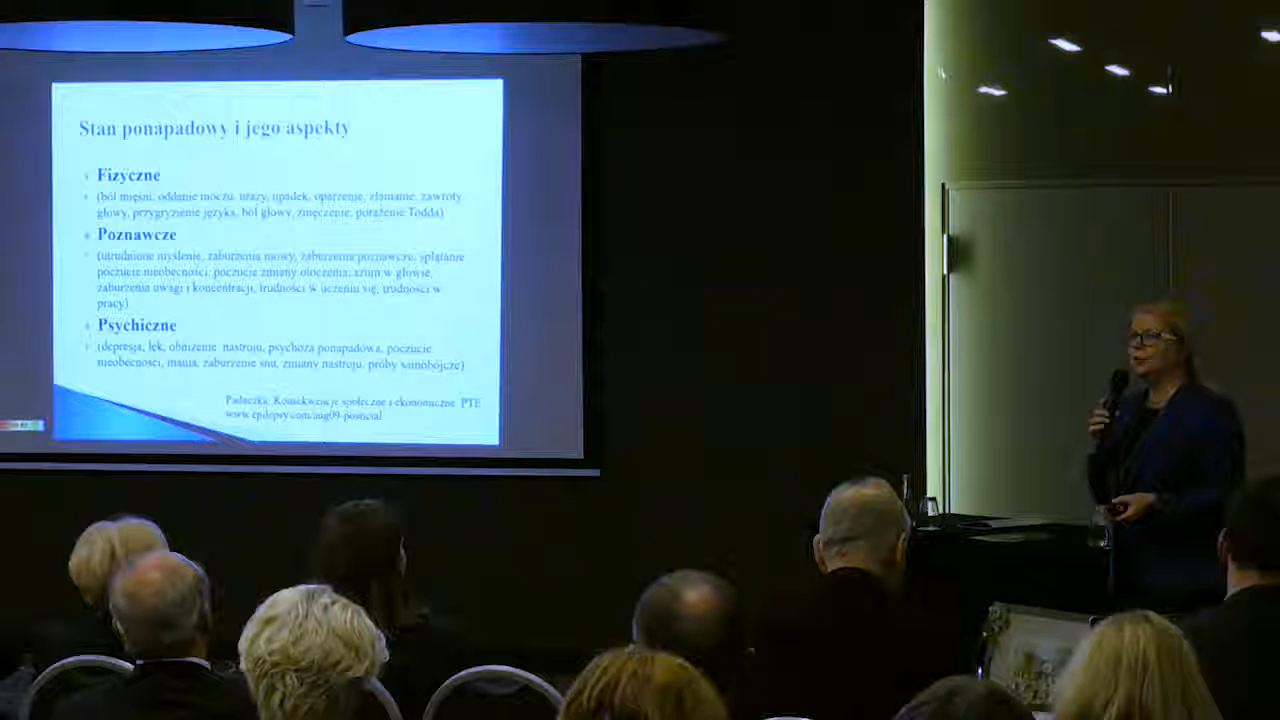 Stan ponapadowy i jego aspekty
Fizyczne
(ból mięśni, oddanie moczu, urazy, upadek, oparzenie, złamanie, zawroty
głowy, przygryzienie języka, ból głowy, zmęczenie, porażenie Todda)
Poznawcze
(utrudnione myślenie, zaburzenia mowy, zaburzenia poznawcze, splątanie
poczucie nieobecności, poczucie zmiany otoczenia, szum w głowie,
zaburzenia uwagi i koncentracji, trudności w uczeniu się, trudności w
pracy)
Psychiczne
(depresja, lęk, obniżenie nastroju, psychoza ponapadowa, poczucie
nieobecności, mania, zaburzenie snu, zmiany nastroju, próby samobójcze)
Padaczka. Konsekwencje społeczne i ekonomiczne PTE
www.epilepsy.com/aug09-postictal